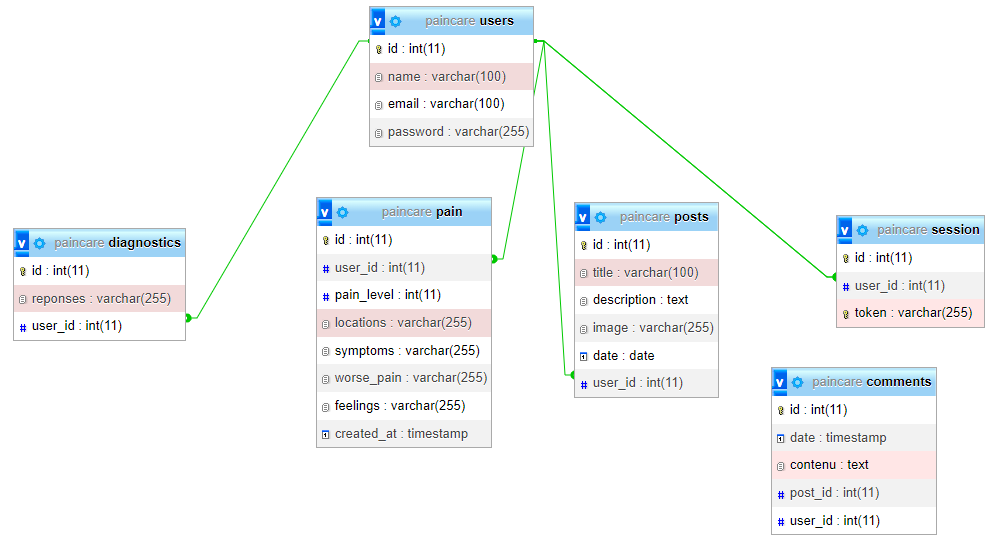 v paincare users
id : int(11)
name : varchar(100)
email : varchar(100)
password : varchar(255)
v paincare diagnostics
id : int(11)
reponses : varchar(255)
# user_id : int(11)
v paincare pain
id : int(11)
# user_id : int(11)
# pain_level : int(11)
locations : varchar(255)
symptoms : varchar(255)
worse_pain : varchar(255)
feelings : varchar(255)
created_at : timestamp
v paincare posts
id : int(11)
title : varchar(100)
description : text
image : varchar(255)
date : date
# user_id : int(11)
v paincare session
id : int(11)
# user_id : int(11)
token : varchar(255)
v paincare comments
id : int(11)
date : timestamp
contenu : text
# post_id : int(11)
# user_id : int(11)